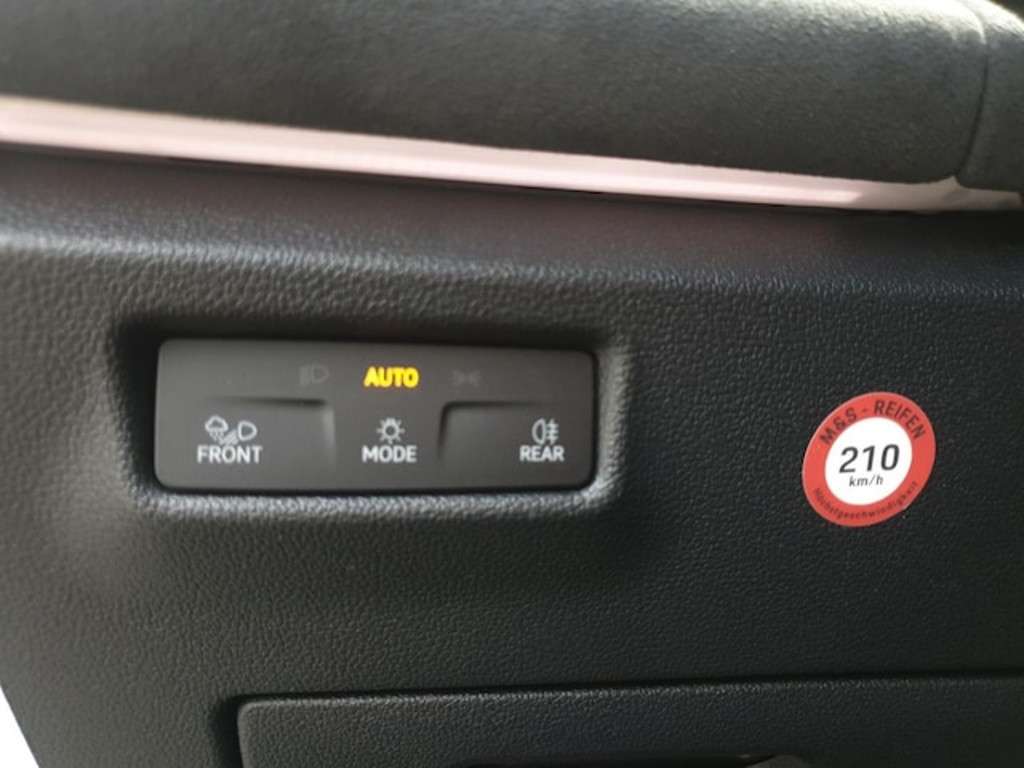 AUTO
FRONT
MODE
REAR
M&S - REIFEN
210
km/h
Höchstgeschwindigkeit